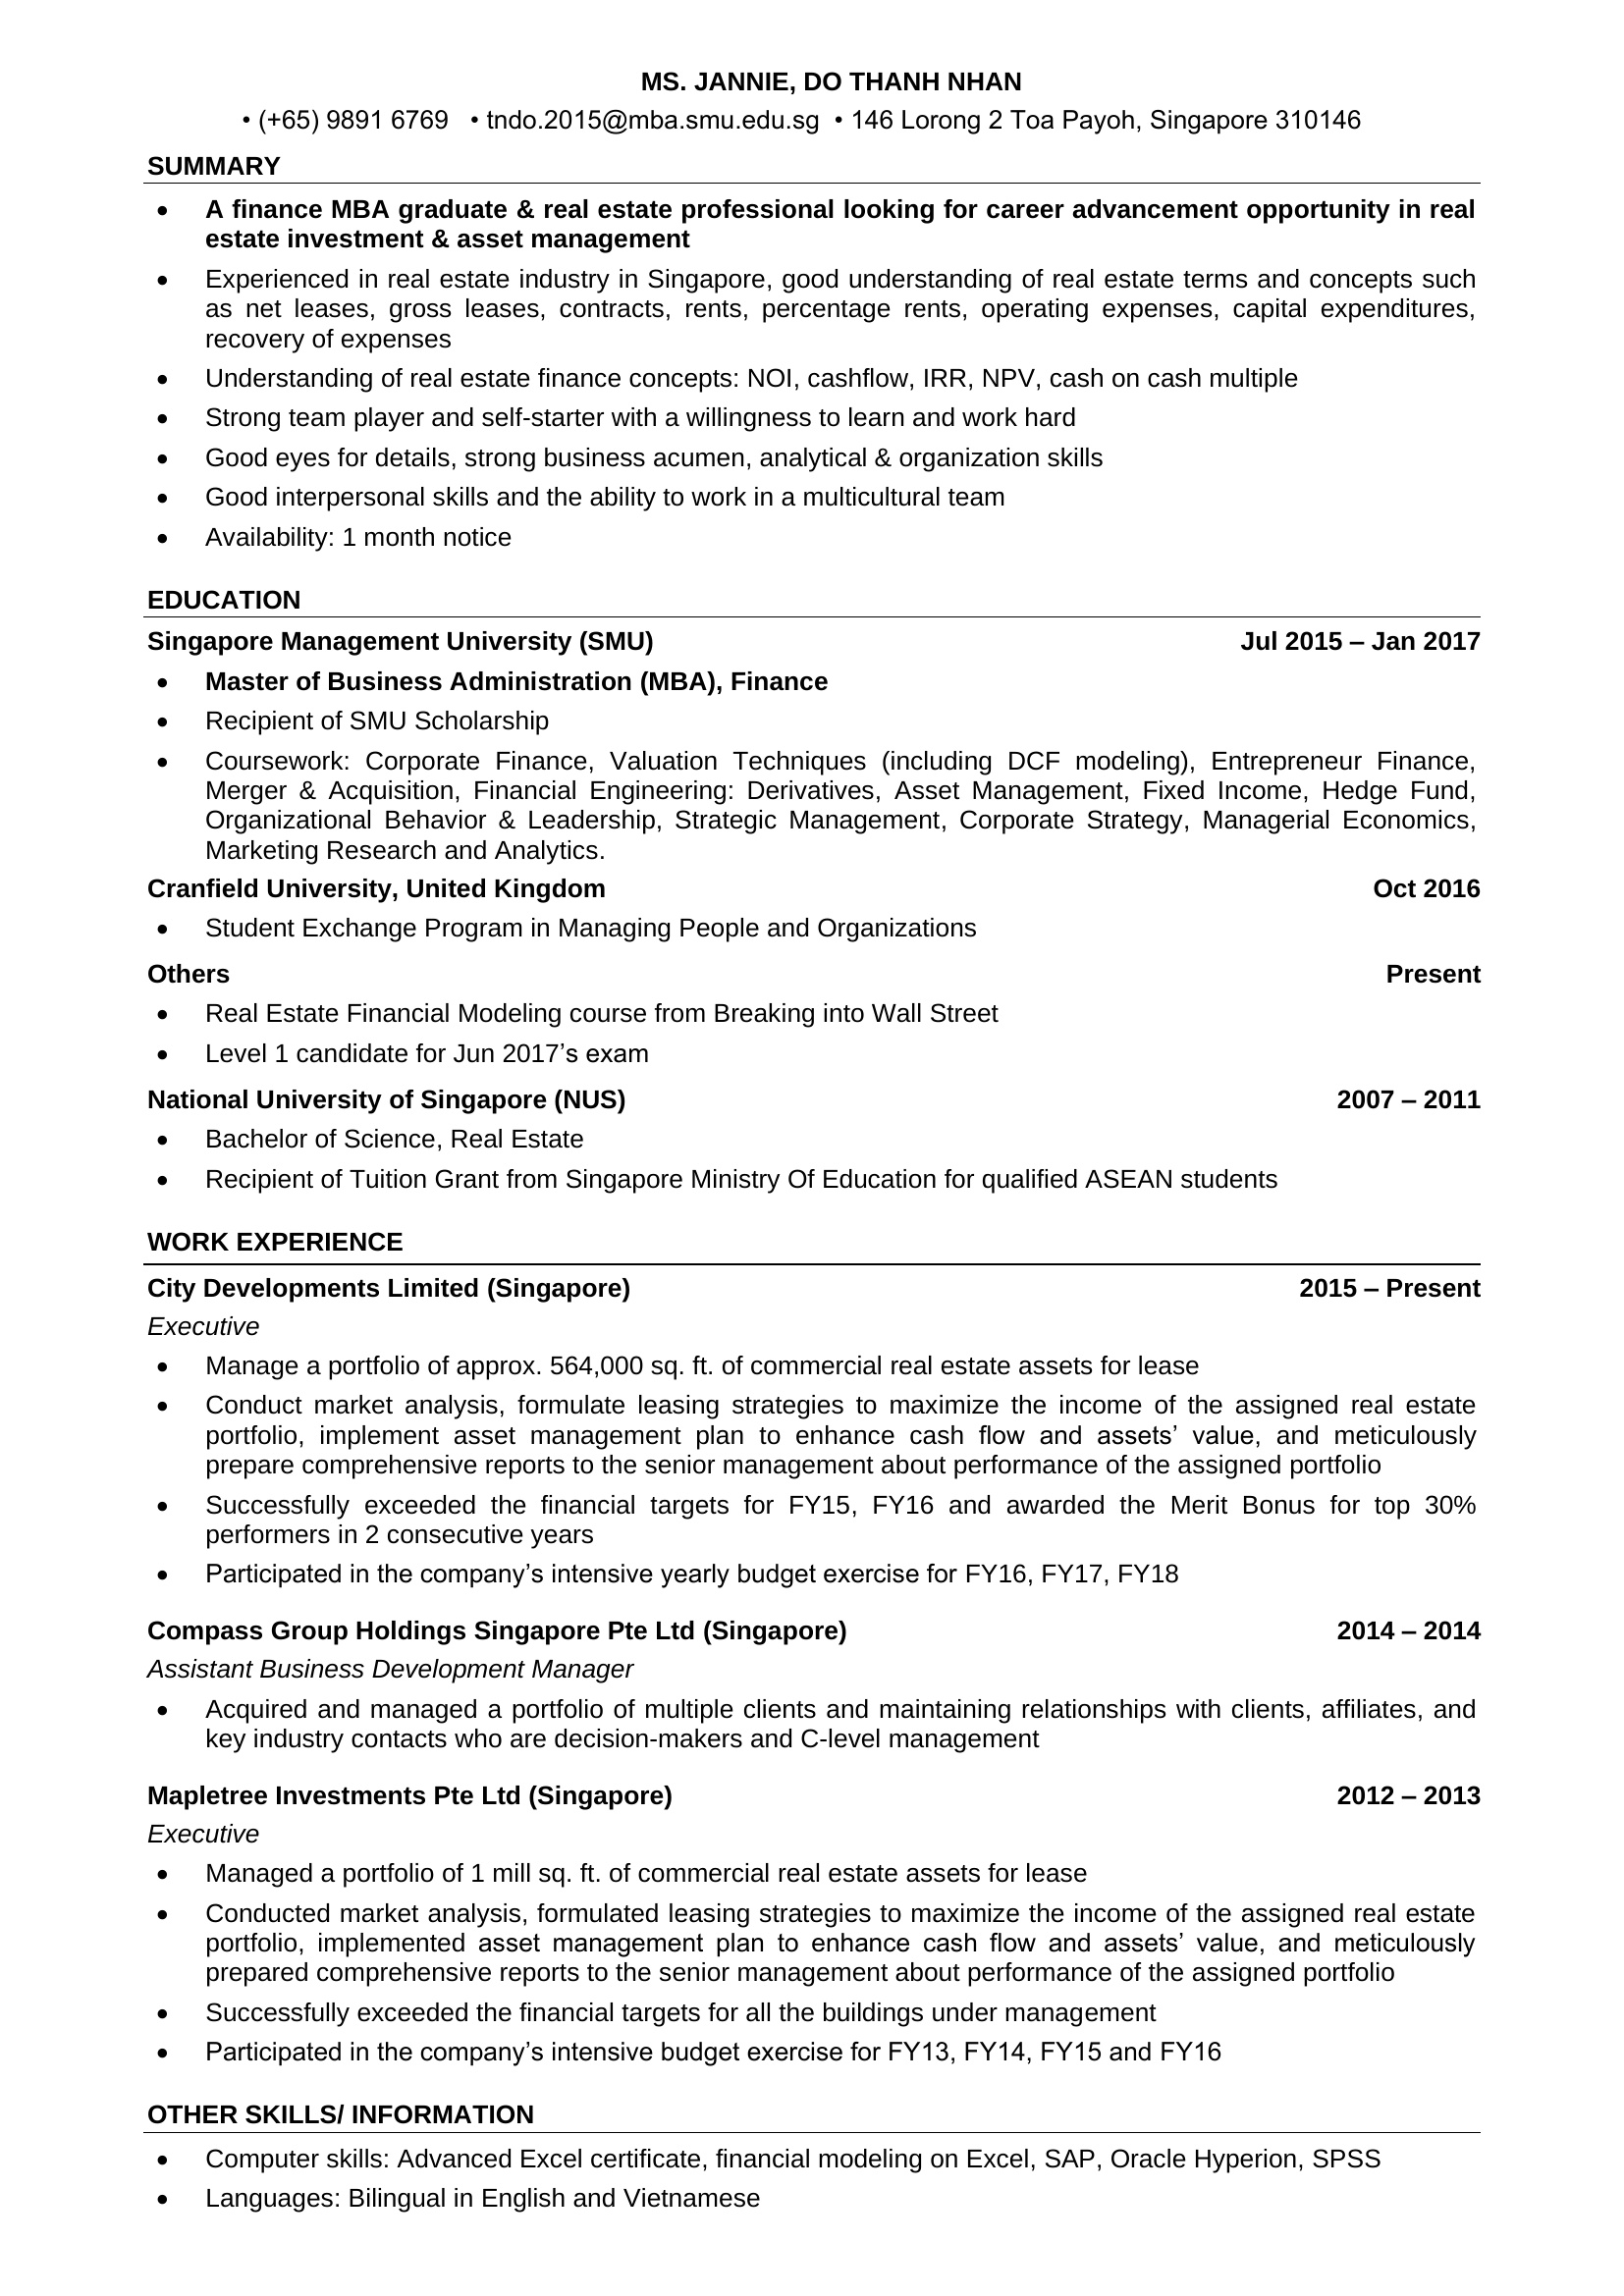 MS. JANNIE, DO THANH NHAN
• (+65) 9891 6769 • tndo.2015@mba.smu.edu.sg • 146 Lorong 2 Toa Payoh, Singapore 310146
SUMMARY
• A finance MBA graduate & real estate professional looking for career advancement opportunity in real
estate investment & asset management
• Experienced in real estate industry in Singapore, good understanding of real estate terms and concepts such
as net leases, gross leases, contracts, rents, percentage rents, operating expenses, capital expenditures,
recovery of expenses
• Understanding of real estate finance concepts: NOI, cashflow, IRR, NPV, cash on cash multiple
• Strong team player and self-starter with a willingness to learn and work hard
• Good eyes for details, strong business acumen, analytical & organization skills
• Good interpersonal skills and the ability to work in a multicultural team
• Availability: 1 month notice
EDUCATION
Singapore Management University (SMU) Jul 2015 – Jan 2017
• Master of Business Administration (MBA), Finance
• Recipient of SMU Scholarship
• Coursework: Corporate Finance, Valuation Techniques (including DCF modeling), Entrepreneur Finance,
Merger & Acquisition, Financial Engineering: Derivatives, Asset Management, Fixed Income, Hedge Fund,
Organizational Behavior & Leadership, Strategic Management, Corporate Strategy, Managerial Economics,
Marketing Research and Analytics.
Cranfield University, United Kingdom Oct 2016
• Student Exchange Program in Managing People and Organizations
Others Present
• Real Estate Financial Modeling course from Breaking into Wall Street
• Level 1 candidate for Jun 2017’s exam
National University of Singapore (NUS) 2007 – 2011
• Bachelor of Science, Real Estate
• Recipient of Tuition Grant from Singapore Ministry Of Education for qualified ASEAN students
WORK EXPERIENCE
City Developments Limited (Singapore) 2015 – Present
Executive
• Manage a portfolio of approx. 564,000 sq. ft. of commercial real estate assets for lease
• Conduct market analysis, formulate leasing strategies to maximize the income of the assigned real estate
portfolio, implement asset management plan to enhance cash flow and assets’ value, and meticulously
prepare comprehensive reports to the senior management about performance of the assigned portfolio
• Successfully exceeded the financial targets for FY15, FY16 and awarded the Merit Bonus for top 30%
performers in 2 consecutive years
• Participated in the company’s intensive yearly budget exercise for FY16, FY17, FY18
Compass Group Holdings Singapore Pte Ltd (Singapore) 2014 – 2014
Assistant Business Development Manager
• Acquired and managed a portfolio of multiple clients and maintaining relationships with clients, affiliates, and
key industry contacts who are decision-makers and C-level management
Mapletree Investments Pte Ltd (Singapore) 2012 – 2013
Executive
• Managed a portfolio of 1 mill sq. ft. of commercial real estate assets for lease
• Conducted market analysis, formulated leasing strategies to maximize the income of the assigned real estate
portfolio, implemented asset management plan to enhance cash flow and assets’ value, and meticulously
prepared comprehensive reports to the senior management about performance of the assigned portfolio
• Successfully exceeded the financial targets for all the buildings under management
• Participated in the company’s intensive budget exercise for FY13, FY14, FY15 and FY16
OTHER SKILLS/ INFORMATION
• Computer skills: Advanced Excel certificate, financial modeling on Excel, SAP, Oracle Hyperion, SPSS
• Languages: Bilingual in English and Vietnamese